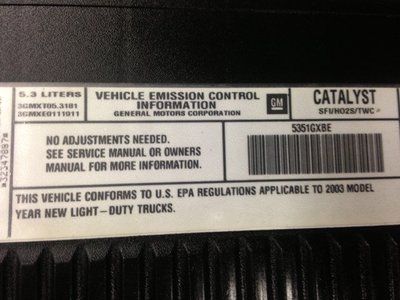 5.3 LITERS
3GMXT05.3181
3GMXE0111911
VEHICLE EMISSION CONTROL
INFORMATION
GENERAL MOTORS CORPORATION
GM
CATALYST
SFI/HO2S/TWC
NO ADJUSTMENTS NEEDED.
SEE SERVICE MANUAL OR OWNERS
MANUAL FOR MORE INFORMATION.
5351GXBE
*32347887*
THIS VEHICLE CONFORMS TO U.S. EPA REGULATIONS APPLICABLE TO 2003 MODEL
YEAR NEW LIGHT-DUTY TRUCKS.